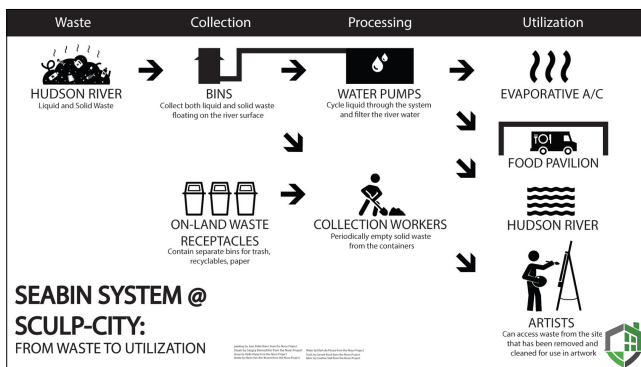 Waste
Collection
Processing
Utilization
HUDSON RIVER
Liquid and Solid Waste
BINS
Collect both liquid and solid waste
floating on the river surface
WATER PUMPS
Cycle liquid through the system
and filter the river water
EVAPORATIVE A/C
FOOD PAVILION
ON-LAND WASTE
RECEPTACLES
Contain separate bins for trash,
recyclables, paper
COLLECTION WORKERS
Periodically empty solid waste
from the containers
HUDSON RIVER
ARTISTS
Can access waste from the site
that has been removed and
cleaned for use in artwork
SEABIN SYSTEM @
SCULP-CITY:
FROM WASTE TO UTILIZATION